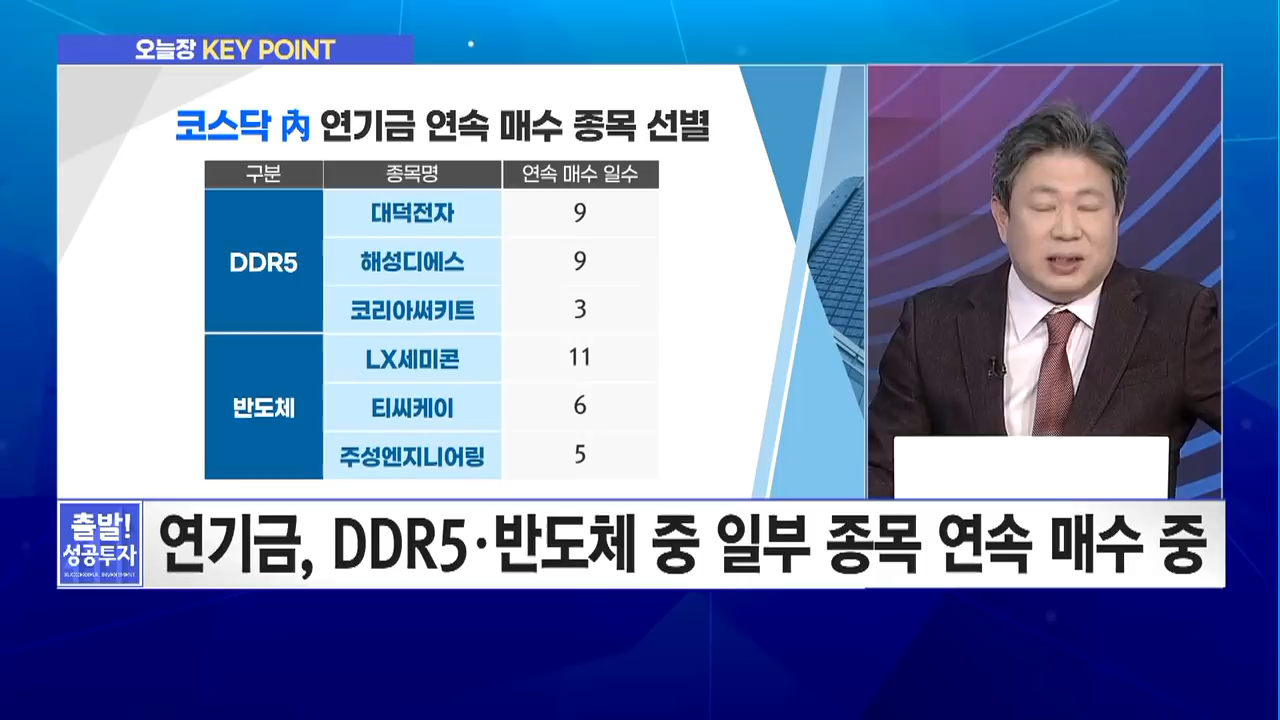 오늘장 KEY POINT
코스닥 內 연기금 연속 매수 종목 선별
구분 종목명 연속 매수 일수
DDR5
대덕전자 9
해성디에스 9
코리아써키트 3
반도체
LX세미콘 11
티씨케이 6
주성엔지니어링 5
출발!
성공투자
연기금, DDR5·반도체 중 일부 종목 연속 매수 중